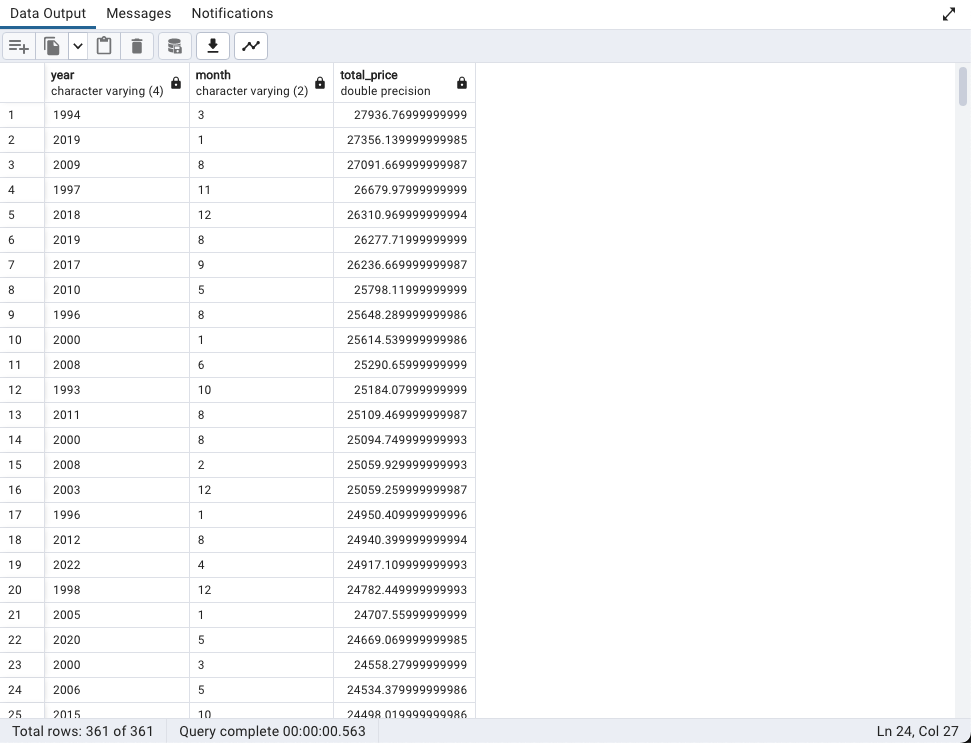 Data Output Messages Notifications
year month total_price
character varying (4) character varying (2) double precision
1 1994 3 27936.76999999999
2 2019 1 27356.139999999985
3 2009 8 27091.669999999987
4 1997 11 26679.97999999999
5 2018 12 26310.969999999994
6 2019 8 26277.71999999999
7 2017 9 26236.669999999987
8 2010 5 25798.11999999999
9 1996 8 25648.289999999986
10 2000 1 25614.539999999986
11 2008 6 25290.65999999999
12 1993 10 25184.07999999999
13 2011 8 25109.469999999987
14 2000 8 25094.749999999993
15 2008 2 25059.929999999993
16 2003 12 25059.259999999987
17 1996 1 24950.409999999996
18 2012 8 24940.399999999994
19 2022 4 24917.109999999993
20 1998 12 24782.449999999993
21 2005 1 24707.55999999999
22 2020 5 24669.069999999985
23 2000 3 24558.27999999999
24 2006 5 24534.379999999986
25 2015 10 24498.019999999986
Total rows: 361 of 361 Query complete 00:00:00.563 Ln 24, Col 27